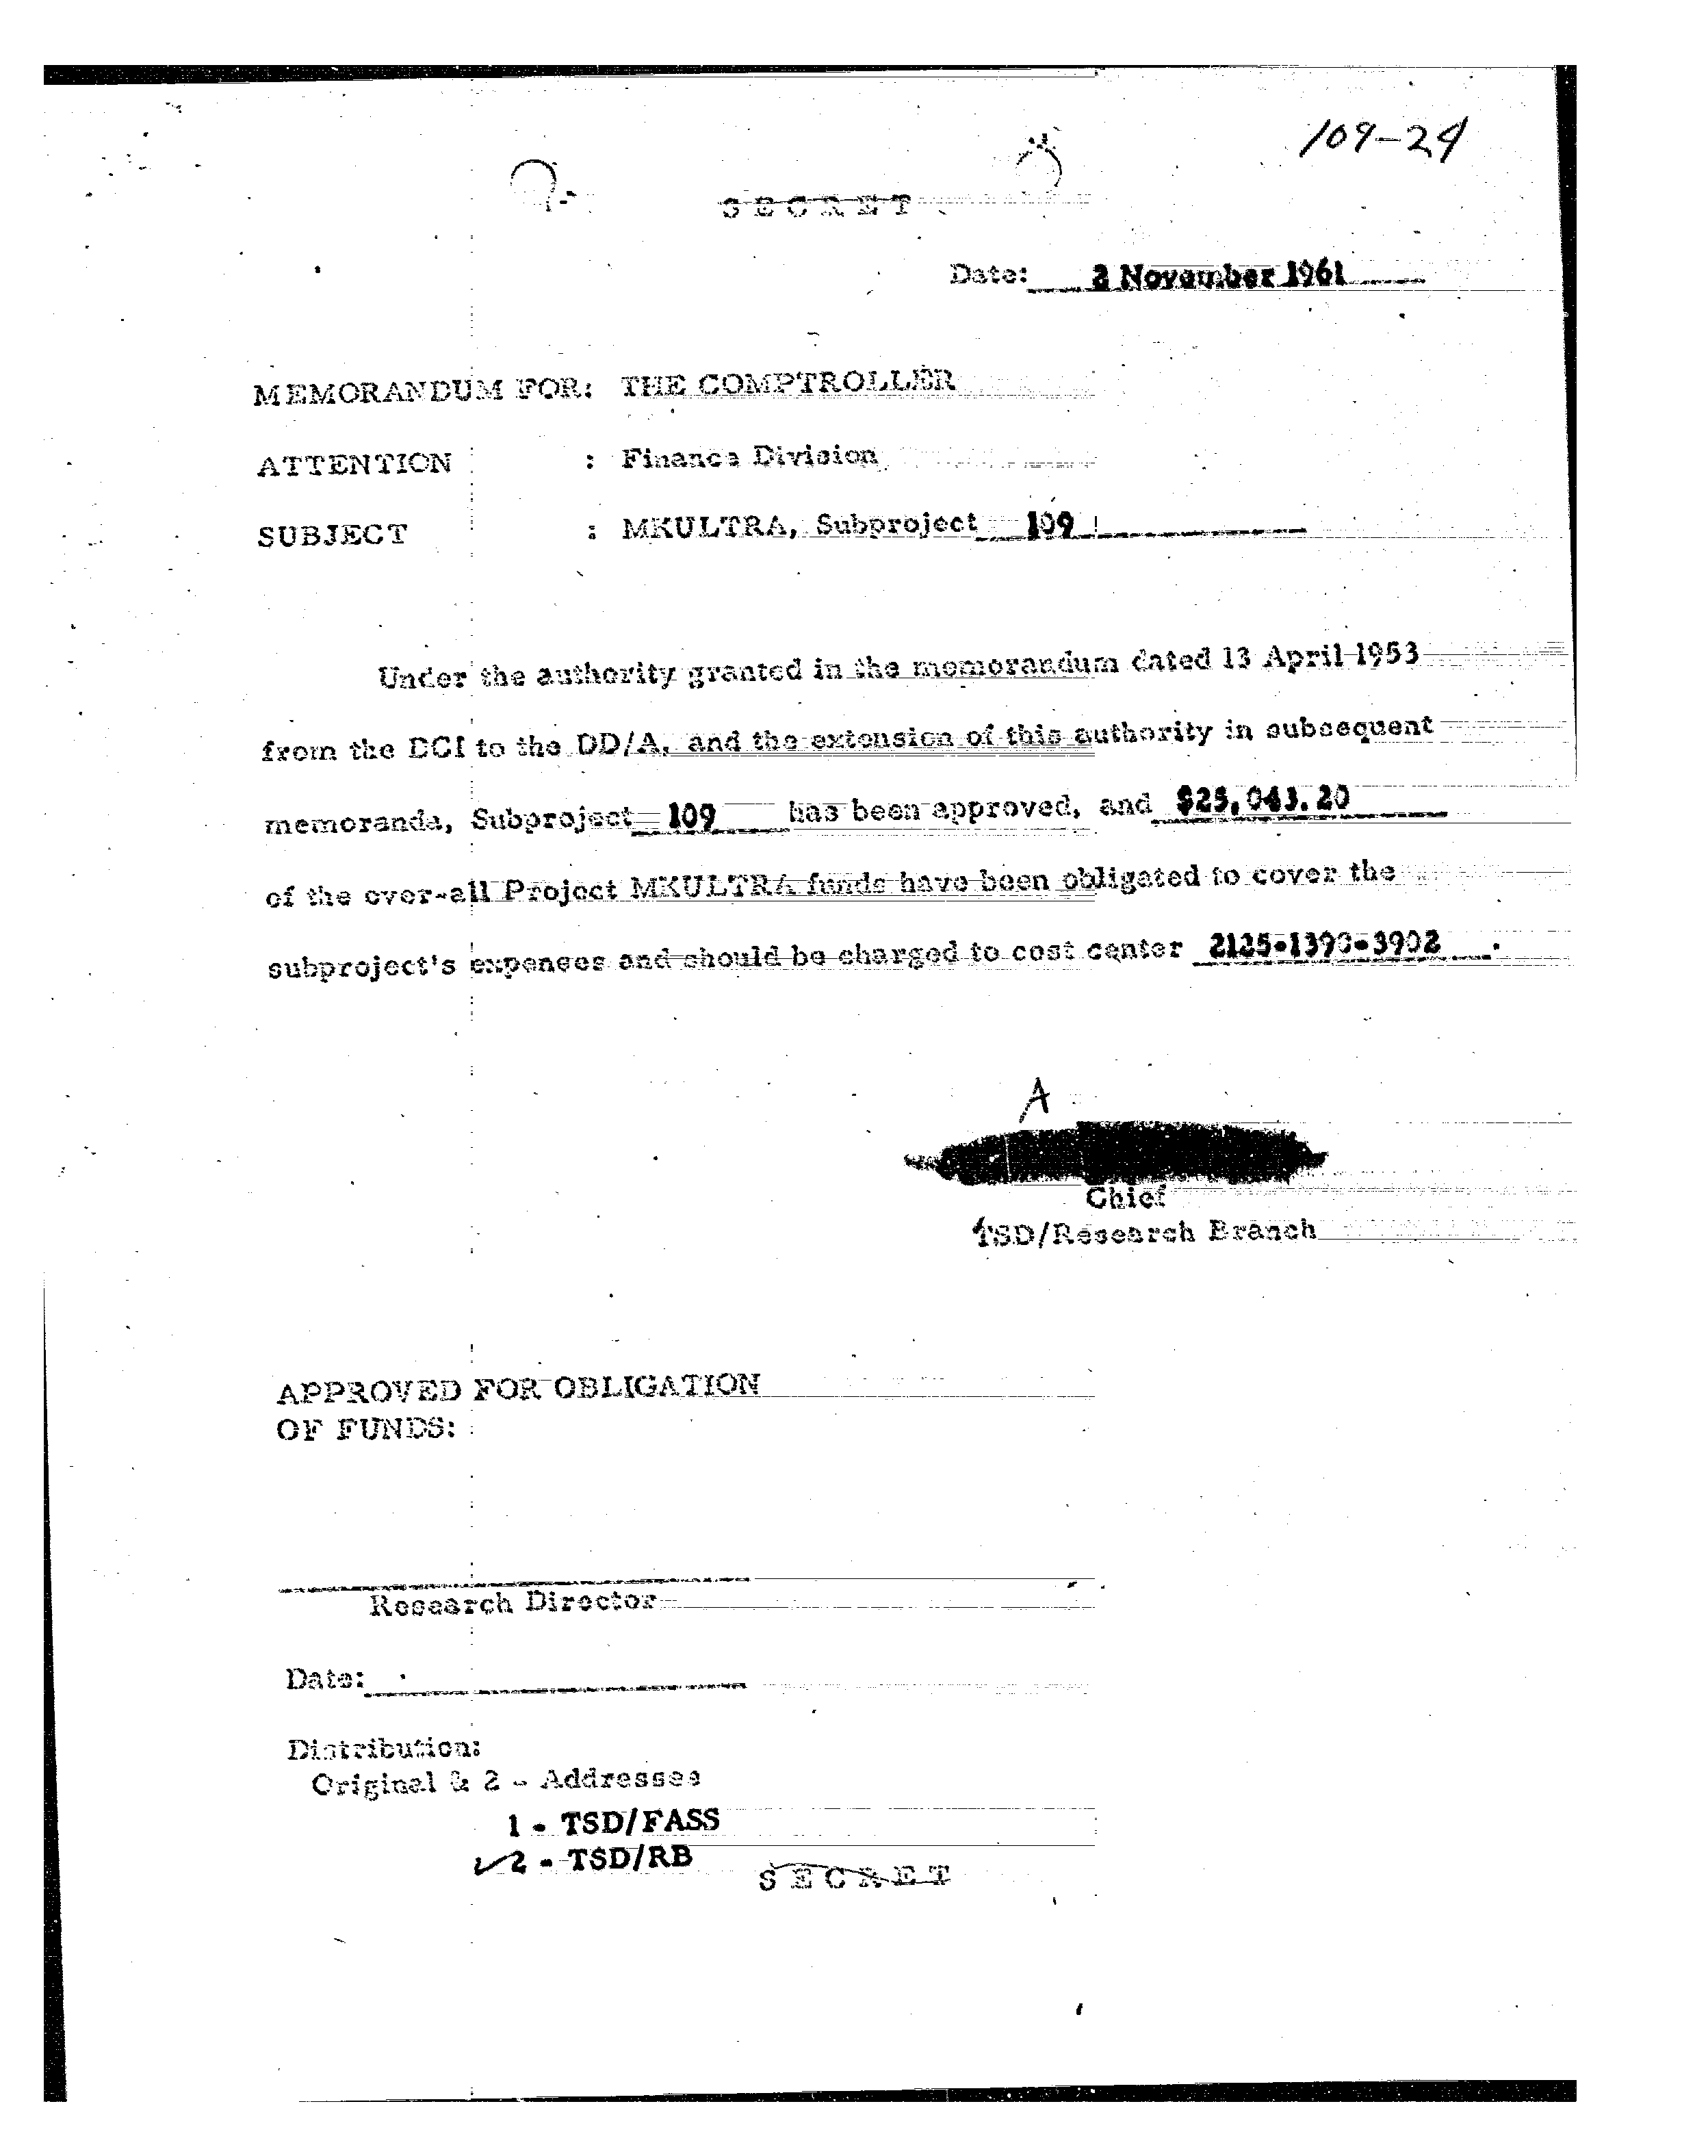 109-24
SECRET
Date: November 1961
MEMORANDUM FOR: THE COMPTROLLER
ATTENTION : Finance Division
SUBJECT : MKULTRA, Subproject 109
Under the authority granted in the memorandum dated 13 April 1953
from the DCI to the DD/A, and the extension of this authority in subsequent
memoranda, Subproject 109 has been approved, and $25,043.20
of the over-all Project MKULTRA funds have been obligated to cover the
subproject's expenses and should be charged to cost center 2125-1390-3902.
A
Chief
TSD/Research Branch
APPROVED FOR OBLIGATION
OF FUNDS:
Research Director
Date:
Distribution:
Original & 2 - Addressee
1 - TSD/FASS
2 - TSD/RB
SECRET